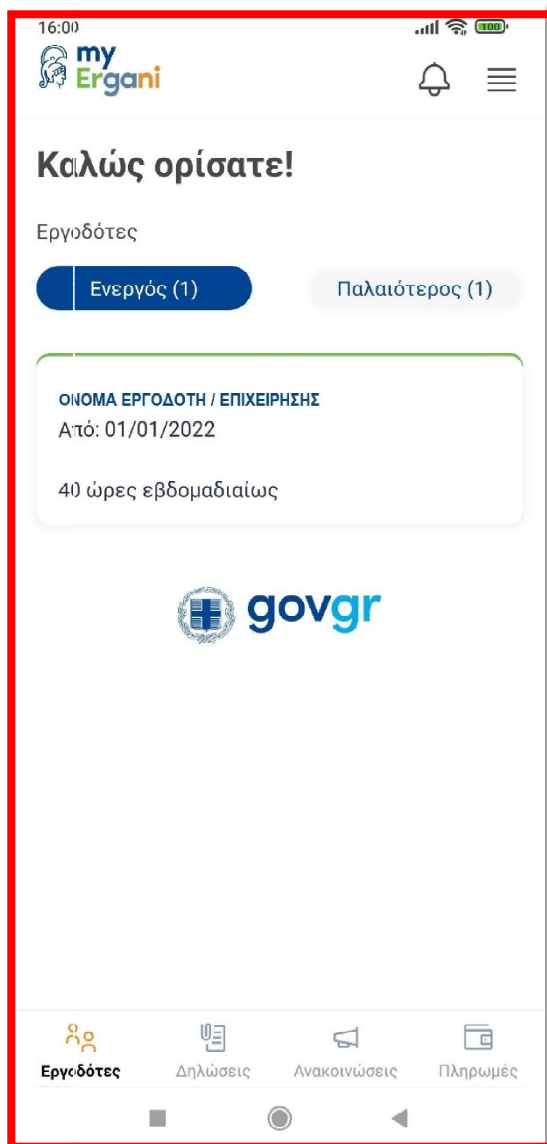 16:00
100
my
Ergani
Καλώς ορίσατε!
Εργοδότες
Ενεργός (1)
Παλαιότερος (1)
ΟΝΟΜΑ ΕΡΓΟΔΟΤΗ / ΕΠΙΧΕΙΡΗΣΗΣ
Από: 01/01/2022
40 ώρες εβδομαδιαίως
govgr
Εργοδότες
Δηλώσεις
Ανακοινώσεις
Πληρωμές